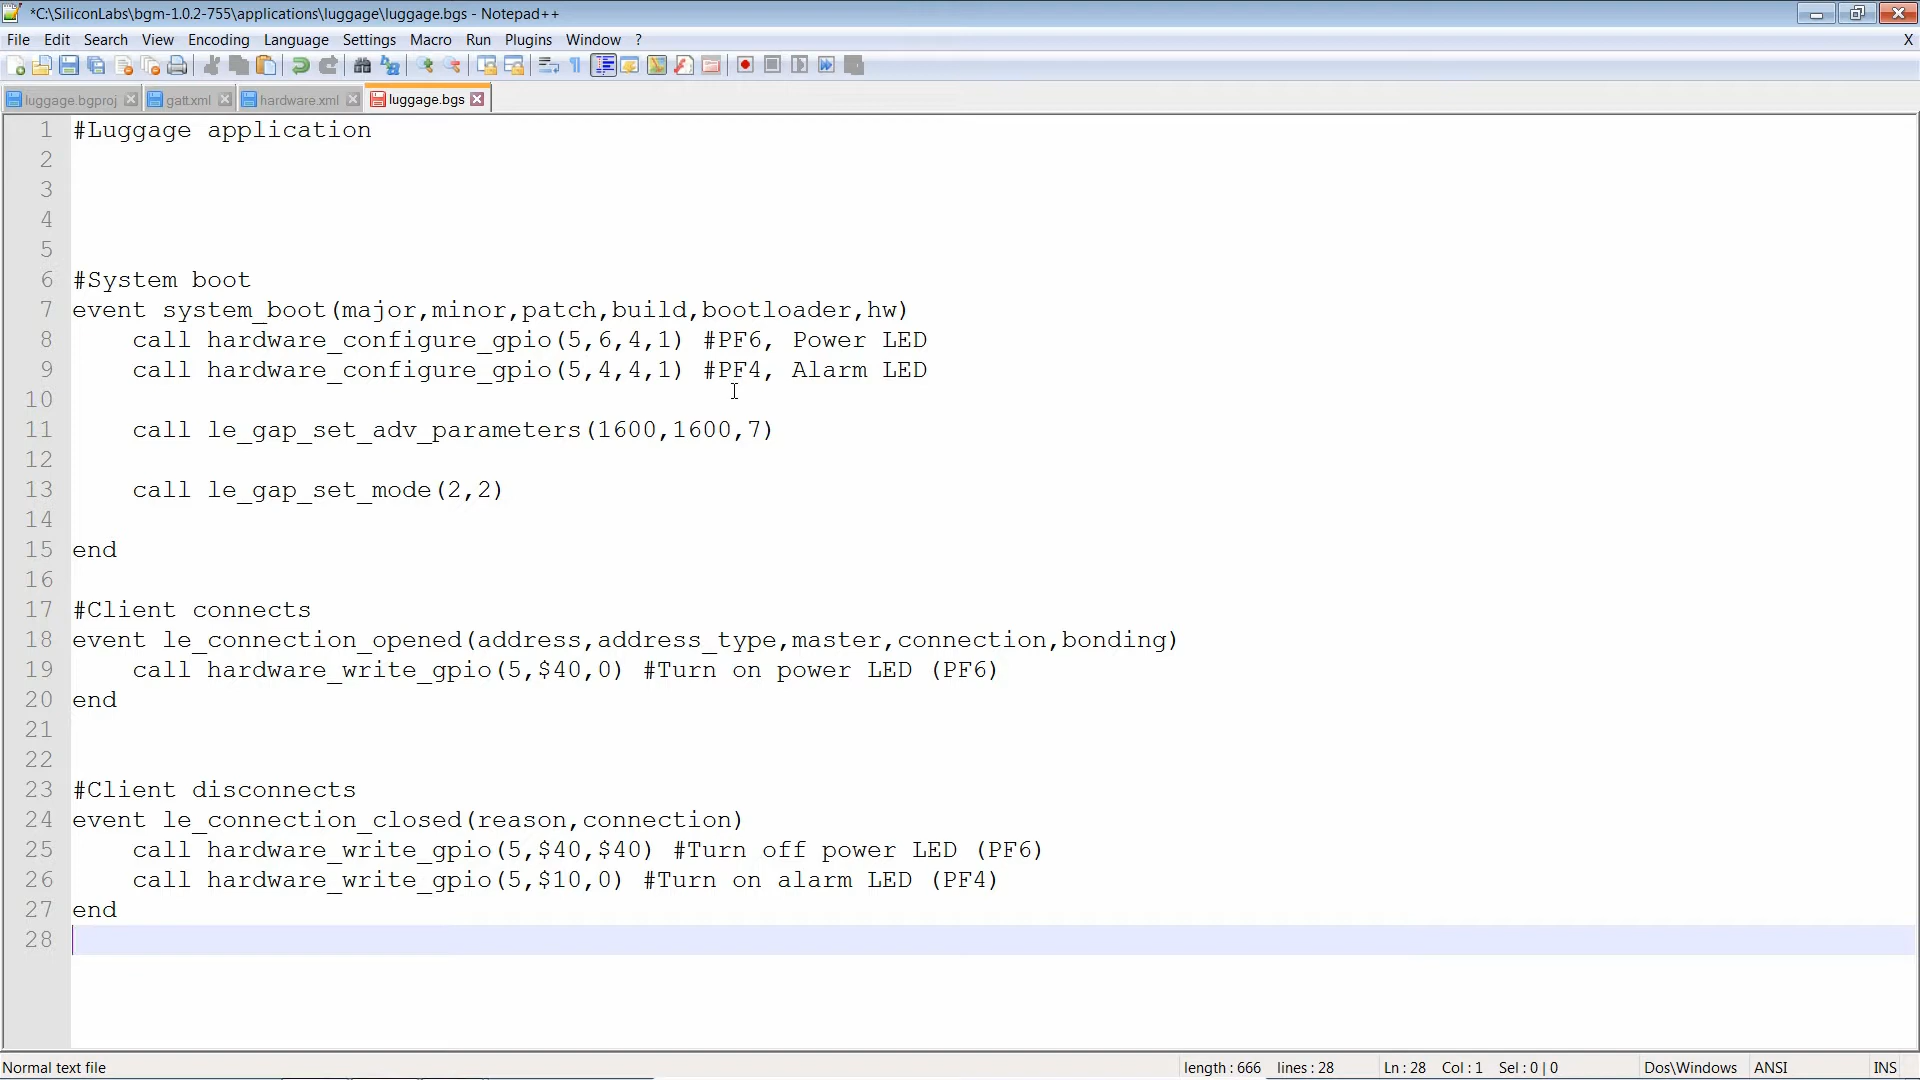 *C:\SiliconLabs\bgm-1.0.2-755\applications\luggage\luggage.bgs - Notepad++
File Edit Search View Encoding Language Settings Macro Run Plugins Window ? X
luggage.bgproj gatt.xml hardware.xml luggage.bgs
1 #Luggage application
2
3
4
5
6 #System boot
7 event system_boot(major,minor,patch,build,bootloader,hw)
8 call hardware_configure_gpio(5,6,4,1) #PF6, Power LED
9 call hardware_configure_gpio(5,4,4,1) #PF4, Alarm LED
10
11 call le_gap_set_adv_parameters(1600,1600,7)
12
13 call le_gap_set_mode(2,2)
14
15 end
16
17 #Client connects
18 event le_connection_opened(address,address_type,master,connection,bonding)
19 call hardware_write_gpio(5,$40,0) #Turn on power LED (PF6)
20 end
21
22
23 #Client disconnects
24 event le_connection_closed(reason,connection)
25 call hardware_write_gpio(5,$40,$40) #Turn off power LED (PF6)
26 call hardware_write_gpio(5,$10,0) #Turn on alarm LED (PF4)
27 end
28
Normal text file length : 666 lines : 28 Ln : 28 Col : 1 Sel : 0 | 0 Dos\Windows ANSI INS